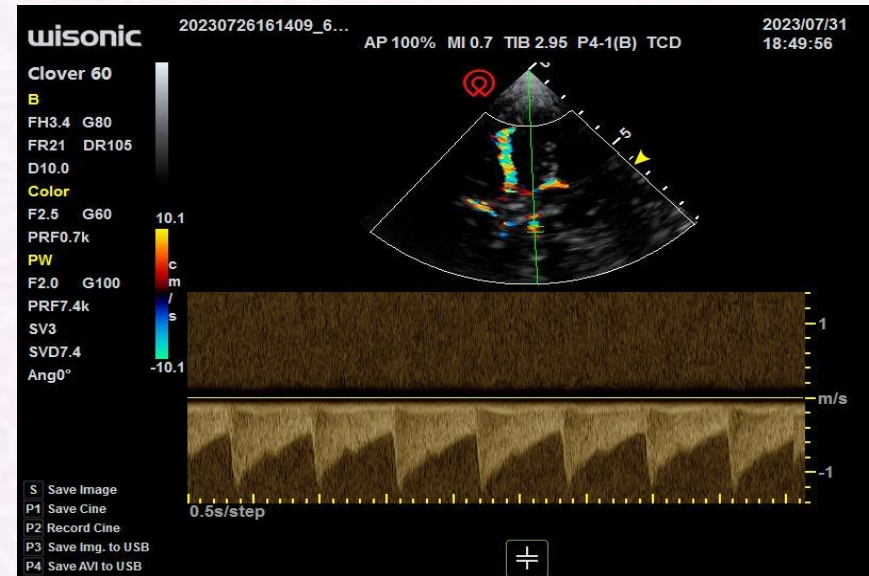 wisonic
20230726161409_6...
AP 100% MI 0.7 TIB 2.95 P4-1(B) TCD
2023/07/31
18:49:56
Clover 60
B
FH3.4 G80
FR21 DR105
D10.0
Color
F2.5 G60
PRF0.7k
PW
F2.0 G100
PRF7.4k
SV3
SVD7.4
Ang0°
10.1
c
m
/
s
-10.1
0
5
1
m/s
-1
0.5s/step
S Save Image
P1 Save Cine
P2 Record Cine
P3 Save Img. to USB
P4 Save AVI to USB